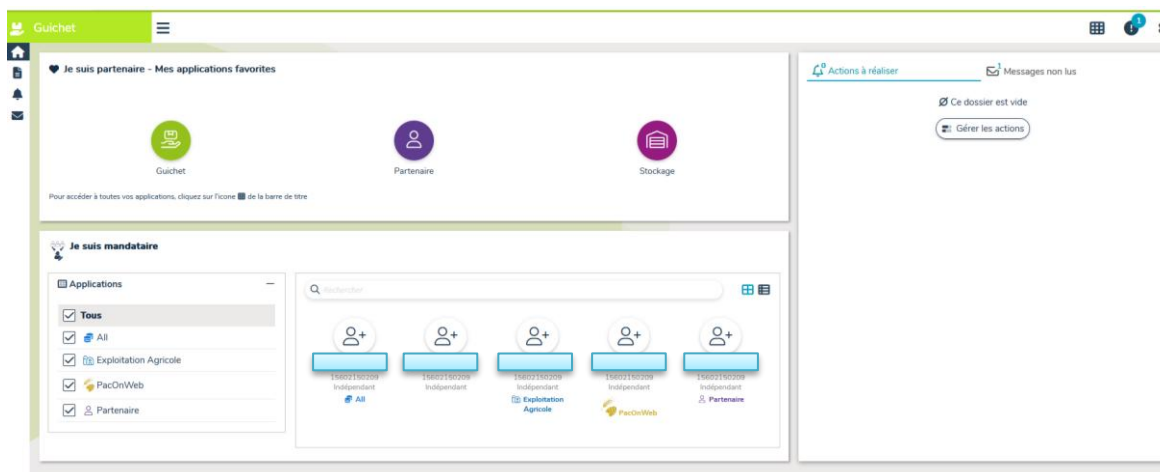 Guichet
1
Je suis partenaire - Mes applications favorites
Guichet
Partenaire
Stockage
Pour accéder à toutes vos applications, cliquez sur l'icone de la barre de titre
0 Actions à réaliser
1 Messages non lus
Ce dossier est vide
Gérer les actions
Je suis mandataire
Applications
Tous
All
Exploitation Agricole
PacOnWeb
Partenaire
Rechercher
15602150209 15602150209 15602150209 15602150209 15602150209
Indépendant Indépendant Indépendant Indépendant Indépendant
All Exploitation Agricole PacOnWeb Partenaire